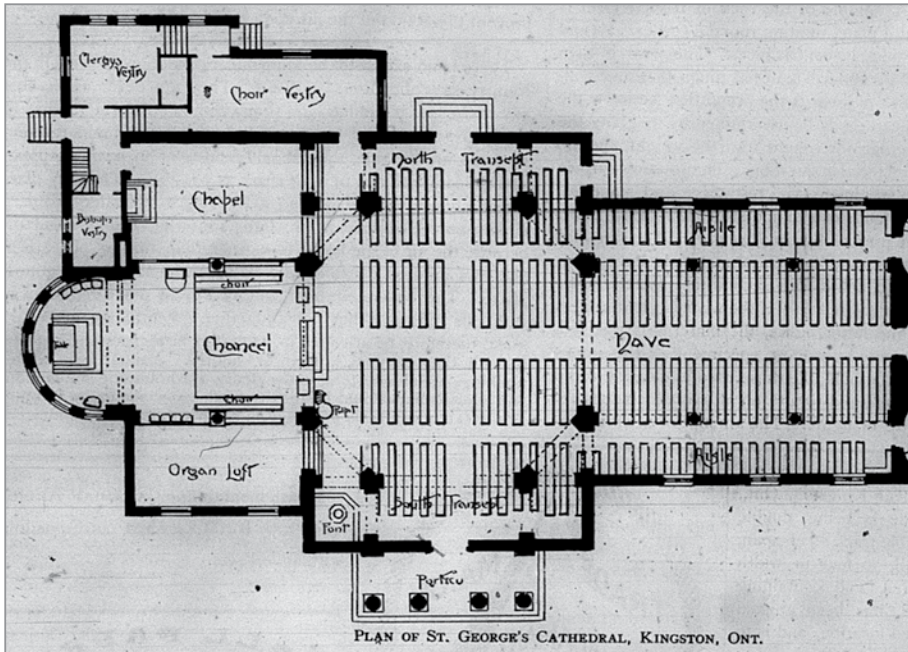 Clergys
Vestry
Choir Vestry
North Transept
Chapel
Vestry
Aisle
choir
Chancel
Nave
Choir
Pulpit
Aisle
Organ Loft
South Transept
Font
Portico
PLAN OF ST. GEORGE'S CATHEDRAL, KINGSTON, ONT.